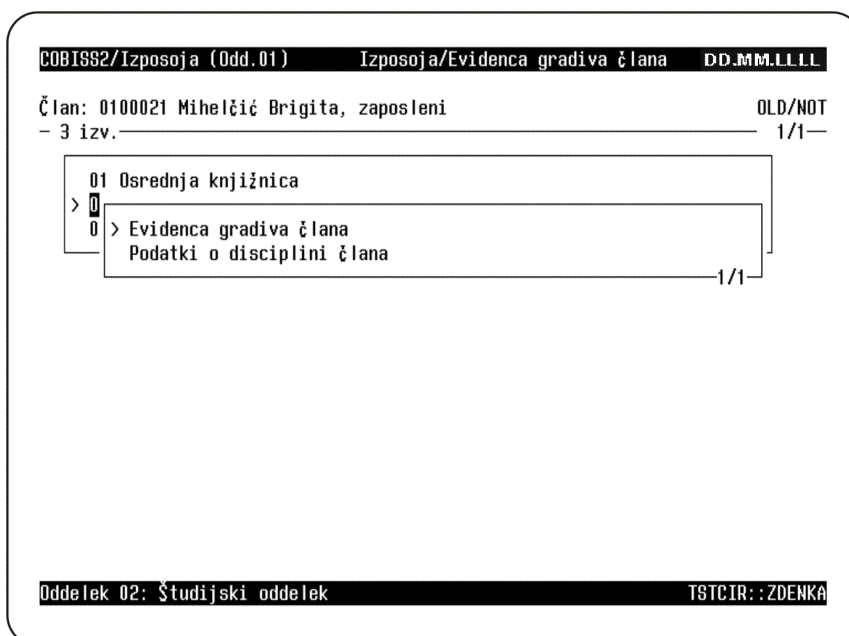 COBISS2/Izposoja (Odd.01) Izposoja/Evidenca gradiva člana DD.MM.LLLL
Član: 0100021 Mihelčić Brigita, zaposleni OLD/NOT
- 3 izv. 1/1
01 Osrednja knjižnica
> 0
0 > Evidenca gradiva člana
Podatki o disciplini člana
1/1
Oddelek 02: Študijski oddelek TSTCIR::ZDENKA